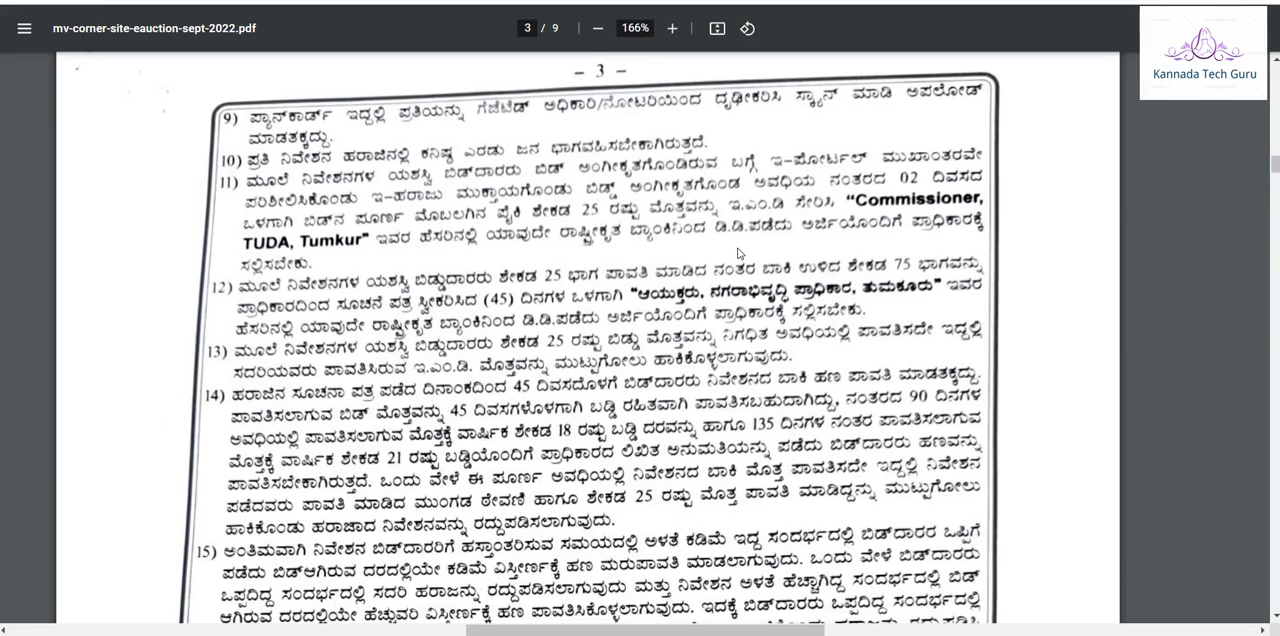 mv-corner-site-eauction-sept-2022.pdf
3 / 9
166%
Kannada Tech Guru
- 3 -
9) ಪ್ಯಾನ್‌ಕಾರ್ಡ್ ಇದ್ದಲ್ಲಿ ಪ್ರತಿಯನ್ನು ಗೆಜೆಟೆಡ್ ಅಧಿಕಾರಿ/ನೋಟರಿಯಿಂದ ದೃಢೀಕರಿಸಿ ಸ್ಕ್ಯಾನ್ ಮಾಡಿ ಅಪಲೋಡ್
ಮಾಡತಕ್ಕದ್ದು.
10) ಪ್ರತಿ ನಿವೇಶನ ಹರಾಜಿನಲ್ಲಿ ಕನಿಷ್ಠ ಎರಡು ಜನ ಭಾಗವಹಿಸಬೇಕಾಗಿರುತ್ತದೆ.
11) ಮೂಲೆ ನಿವೇಶನಗಳ ಯಶಸ್ವಿ ಬಿಡ್‌ದಾರರು ಬಿಡ್ ಅಂಗೀಕೃತಗೊಂಡಿರುವ ಬಗ್ಗೆ ಇ-ಪೋರ್ಟಲ್ ಮುಖಾಂತರವೇ
ಪರಿಶೀಲಿಸಿಕೊಂಡು ಇ-ಹರಾಜು ಮುಕ್ತಾಯಗೊಂಡು ಬಿಡ್ಡ್ ಅಂಗೀಕೃತಗೊಂಡ ಅವಧಿಯ ನಂತರದ 02 ದಿವಸದ
ಒಳಗಾಗಿ ಬಿಡ್‌ನ ಪೂರ್ಣ ಮೊಬಲಗಿನ ಪೈಕಿ ಶೇಕಡ 25 ರಷ್ಟು ಮೊತ್ತವನ್ನು ಇ.ಎಂ.ಡಿ ಸೇರಿಸಿ "Commissioner,
TUDA, Tumkur" ಇವರ ಹೆಸರಿನಲ್ಲಿ ಯಾವುದೇ ರಾಷ್ಟ್ರೀಕೃತ ಬ್ಯಾಂಕಿನಿಂದ ಡಿ.ಡಿ.ಪಡೆದು ಅರ್ಜಿಯೊಂದಿಗೆ ಪ್ರಾಧಿಕಾರಕ್ಕೆ
ಸಲ್ಲಿಸಬೇಕು.
12) ಮೂಲೆ ನಿವೇಶನಗಳ ಯಶಸ್ವಿ ಬಿಡ್ಡುದಾರರು ಶೇಕಡ 25 ಭಾಗ ಪಾವತಿ ಮಾಡಿದ ನಂತರ ಬಾಕಿ ಉಳಿದ ಶೇಕಡ 75 ಭಾಗವನ್ನು
ಪ್ರಾಧಿಕಾರದಿಂದ ಸೂಚನೆ ಪತ್ರ ಸ್ವೀಕರಿಸಿದ (45) ದಿನಗಳ ಒಳಗಾಗಿ "ಆಯುಕ್ತರು, ನಗರಾಭಿವೃದ್ಧಿ ಪ್ರಾಧಿಕಾರ, ತುಮಕೂರು" ಇವರ
ಹೆಸರಿನಲ್ಲಿ ಯಾವುದೇ ರಾಷ್ಟ್ರೀಕೃತ ಬ್ಯಾಂಕಿನಿಂದ ಡಿ.ಡಿ.ಪಡೆದು ಅರ್ಜಿಯೊಂದಿಗೆ ಪ್ರಾಧಿಕಾರಕ್ಕೆ ಸಲ್ಲಿಸಬೇಕು.
13) ಮೂಲೆ ನಿವೇಶನಗಳ ಯಶಸ್ವಿ ಬಿಡ್ಡುದಾರರು ಶೇಕಡ 25 ರಷ್ಟು ಬಿಡ್ಡು ಮೊತ್ತವನ್ನು ನಿಗಧಿತ ಅವಧಿಯಲ್ಲಿ ಪಾವತಿಸದೇ ಇದ್ದಲ್ಲಿ
ಸದರಿಯವರು ಪಾವತಿಸಿರುವ ಇ.ಎಂ.ಡಿ. ಮೊತ್ತವನ್ನು ಮುಟ್ಟುಗೋಲು ಹಾಕಿಕೊಳ್ಳಲಾಗುವುದು.
14) ಹರಾಜಿನ ಸೂಚನಾ ಪತ್ರ ಪಡೆದ ದಿನಾಂಕದಿಂದ 45 ದಿವಸದೊಳಗೆ ಬಿಡ್‌ದಾರರು ನಿವೇಶನದ ಬಾಕಿ ಹಣ ಪಾವತಿ ಮಾಡತಕ್ಕದ್ದು.
ಪಾವತಿಸಲಾಗುವ ಬಿಡ್ ಮೊತ್ತವನ್ನು 45 ದಿವಸಗಳೊಳಗಾಗಿ ಬಡ್ಡಿ ರಹಿತವಾಗಿ ಪಾವತಿಸಬಹುದಾಗಿದ್ದು, ನಂತರದ 90 ದಿನಗಳ
ಅವಧಿಯಲ್ಲಿ ಪಾವತಿಸಲಾಗುವ ಮೊತ್ತಕ್ಕೆ ವಾರ್ಷಿಕ ಶೇಕಡ 18 ರಷ್ಟು ಬಡ್ಡಿ ದರವನ್ನು ಹಾಗೂ 135 ದಿನಗಳ ನಂತರ ಪಾವತಿಸಲಾಗುವ
ಮೊತ್ತಕ್ಕೆ ವಾರ್ಷಿಕ ಶೇಕಡ 21 ರಷ್ಟು ಬಡ್ಡಿಯೊಂದಿಗೆ ಪ್ರಾಧಿಕಾರದ ಲಿಖಿತ ಅನುಮತಿಯನ್ನು ಪಡೆದು ಬಿಡ್‌ದಾರರು ಹಣವನ್ನು
ಪಾವತಿಸಬೇಕಾಗಿರುತ್ತದೆ. ಒಂದು ವೇಳೆ ಈ ಪೂರ್ಣ ಅವಧಿಯಲ್ಲಿ ನಿವೇಶನದ ಬಾಕಿ ಮೊತ್ತ ಪಾವತಿಸದೇ ಇದ್ದಲ್ಲಿ ನಿವೇಶನ
ಪಡೆದವರು ಪಾವತಿ ಮಾಡಿದ ಮುಂಗಡ ಠೇವಣಿ ಹಾಗೂ ಶೇಕಡ 25 ರಷ್ಟು ಮೊತ್ತ ಪಾವತಿ ಮಾಡಿದ್ದನ್ನು ಮುಟ್ಟುಗೋಲು
ಹಾಕಿಕೊಂಡು ಹರಾಜಾದ ನಿವೇಶನವನ್ನು ರದ್ದುಪಡಿಸಲಾಗುವುದು.
15) ಅಂತಿಮವಾಗಿ ನಿವೇಶನ ಬಿಡ್‌ದಾರರಿಗೆ ಹಸ್ತಾಂತರಿಸುವ ಸಮಯದಲ್ಲಿ ಅಳತೆ ಕಡಿಮೆ ಇದ್ದ ಸಂದರ್ಭದಲ್ಲಿ ಬಿಡ್‌ದಾರರ ಒಪ್ಪಿಗೆ
ಪಡೆದು ಬಿಡ್‌ಆಗಿರುವ ದರದಲ್ಲಿಯೇ ಕಡಿಮೆ ವಿಸ್ತೀರ್ಣಕ್ಕೆ ಹಣ ಮರುಪಾವತಿ ಮಾಡಲಾಗುವುದು. ಒಂದು ವೇಳೆ ಬಿಡ್‌ದಾರರು
ಒಪ್ಪದಿದ್ದ ಸಂದರ್ಭದಲ್ಲಿ ಸದರಿ ಹರಾಜನ್ನು ರದ್ದುಪಡಿಸಲಾಗುವುದು ಮತ್ತು ನಿವೇಶನ ಅಳತೆ ಹೆಚ್ಚಾಗಿದ್ದ ಸಂದರ್ಭದಲ್ಲಿ ಬಿಡ್
ಆಗಿರುವ ದರದಲ್ಲಿಯೇ ಹೆಚ್ಚುವರಿ ವಿಸ್ತೀರ್ಣಕ್ಕೆ ಹಣ ಪಾವತಿಸಿಕೊಳ್ಳಲಾಗುವುದು. ಇದಕ್ಕೆ ಬಿಡ್‌ದಾರರು ಒಪ್ಪದಿದ್ದ ಸಂದರ್ಭದಲ್ಲಿ